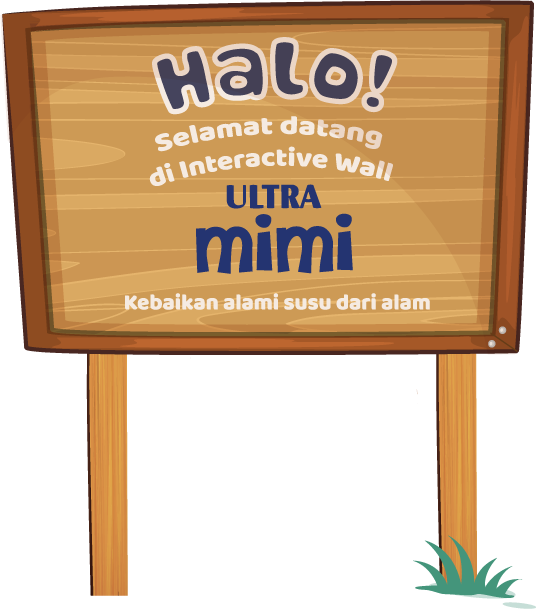 Halo!
Selamat datang
di Interactive Wall
ULTRA
mimi
Kebaikan alami susu dari alam